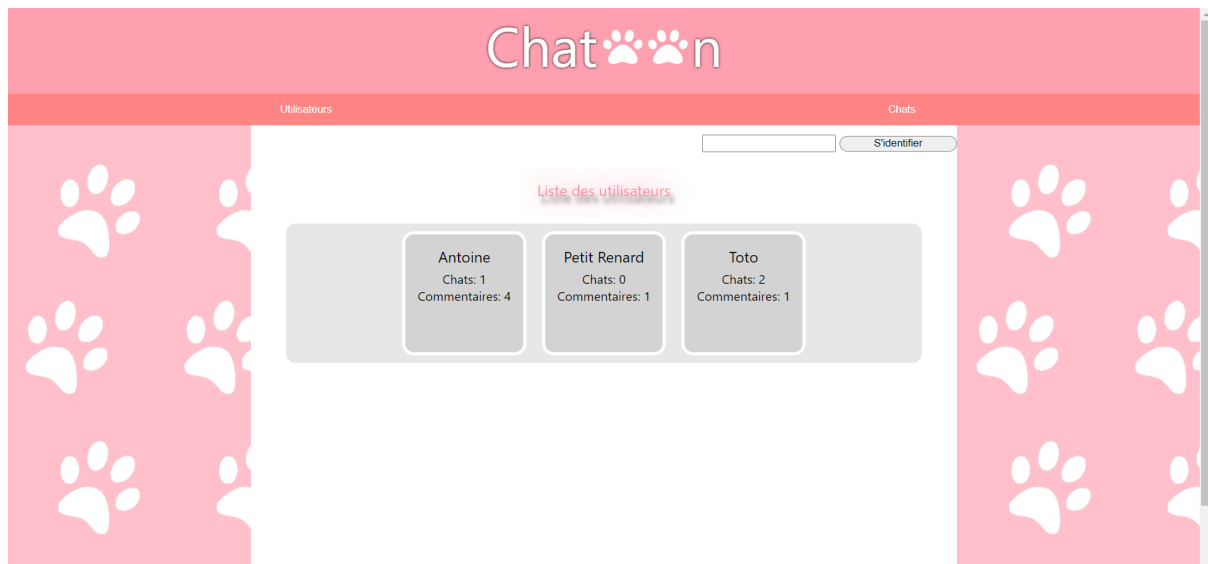 Chat🐾🐾n
Utilisateurs Chats
S'identifier
Liste des utilisateurs
Antoine Petit Renard Toto
Chats: 1 Chats: 0 Chats: 2
Commentaires: 4 Commentaires: 1 Commentaires: 1